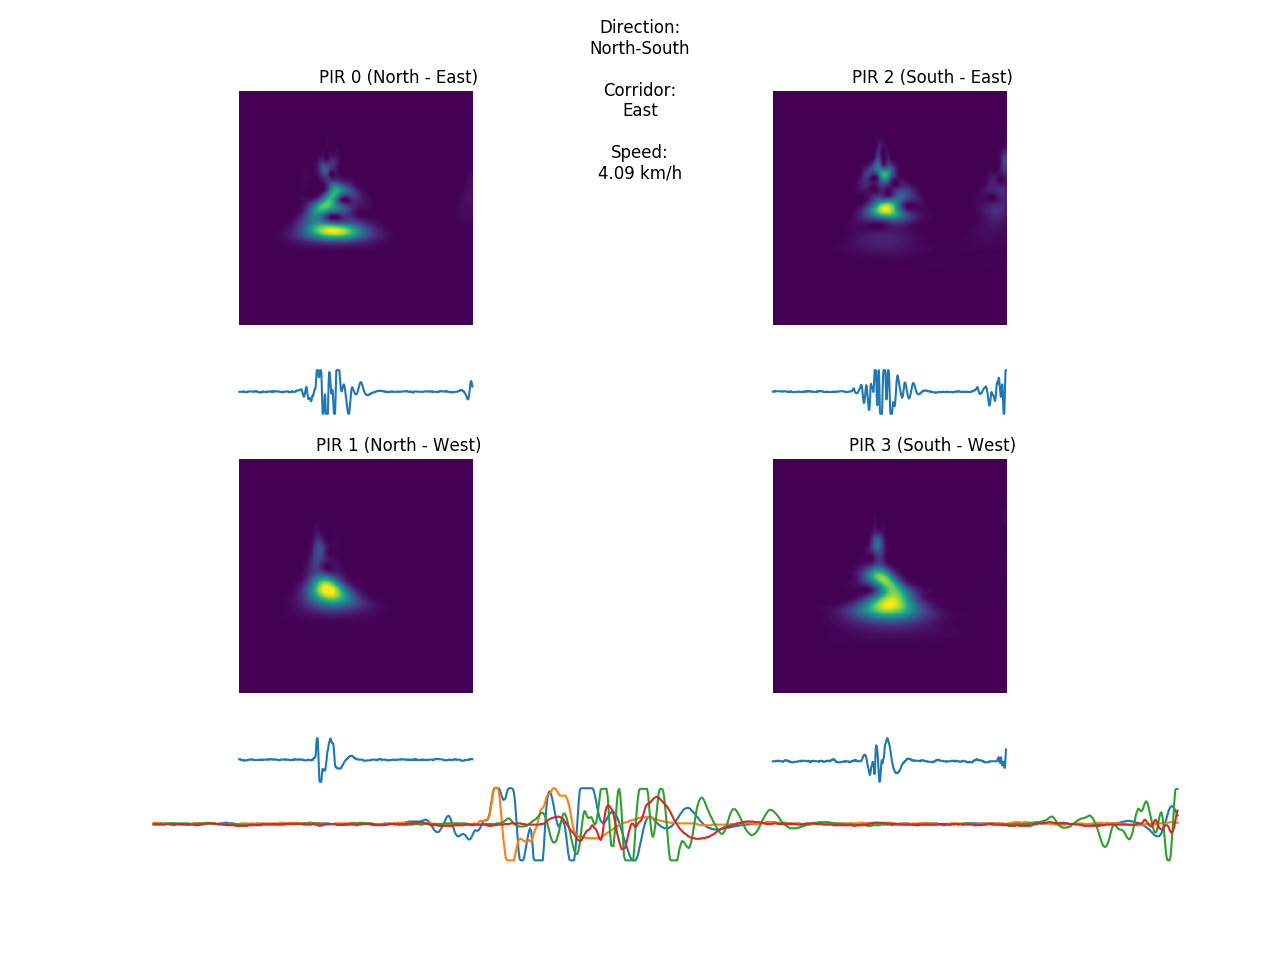 Direction:
North-South
Corridor:
East
Speed:
4.09 km/h
PIR 0 (North - East)
PIR 2 (South - East)
PIR 1 (North - West)
PIR 3 (South - West)